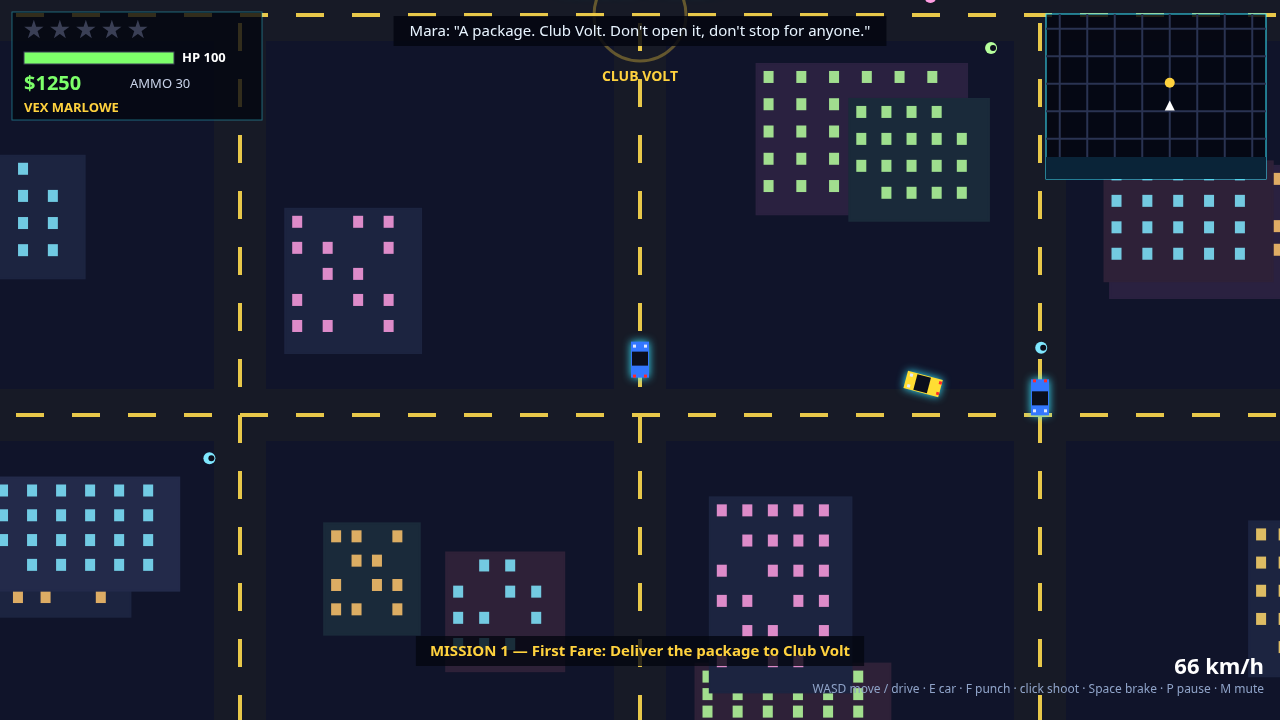 Mara: "A package. Club Volt. Don't open it, don't stop for anyone."
HP 100
$1250
AMMO 30
VEX MARLOWE
CLUB VOLT
MISSION 1 — First Fare: Deliver the package to Club Volt
66 km/h
WASD move / drive · E car · F punch · click shoot · Space brake · P pause · M mute